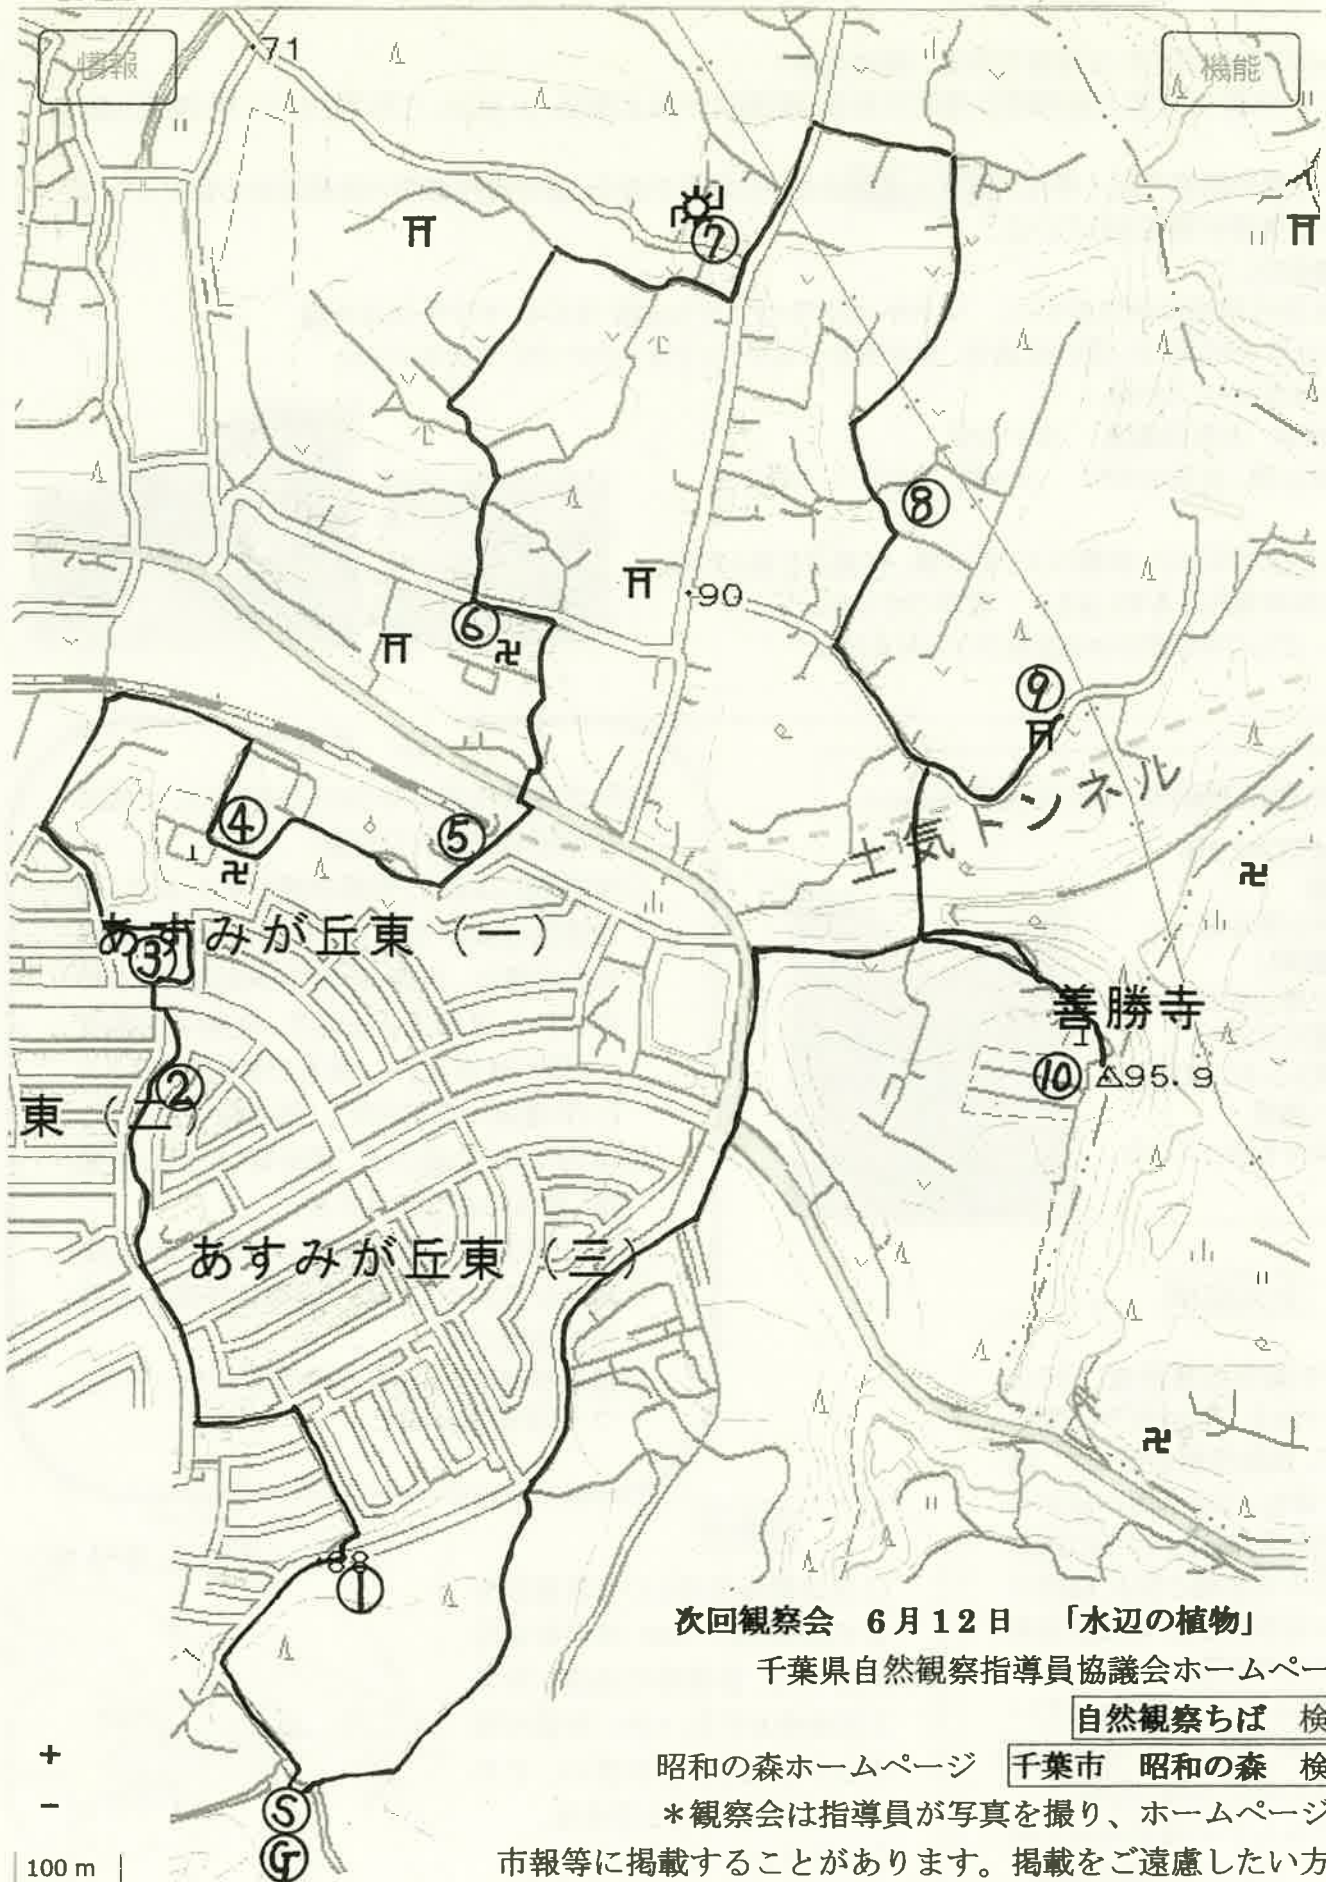 情報
機能
71
⑦
⑧
90
⑥
⑨
④
⑤
土気トンネル
あすみが丘東（一）
③
善勝寺
⑩
95.9
②
東（二）
あすみが丘東（三）
①
次回観察会 6月12日 「水辺の植物」
千葉県自然観察指導員協議会ホームペー
自然観察ちば 検
昭和の森ホームページ 千葉市 昭和の森 検
＊観察会は指導員が写真を撮り、ホームページ
市報等に掲載することがあります。掲載をご遠慮したい方
+
−
Ⓢ
Ⓖ
100 m